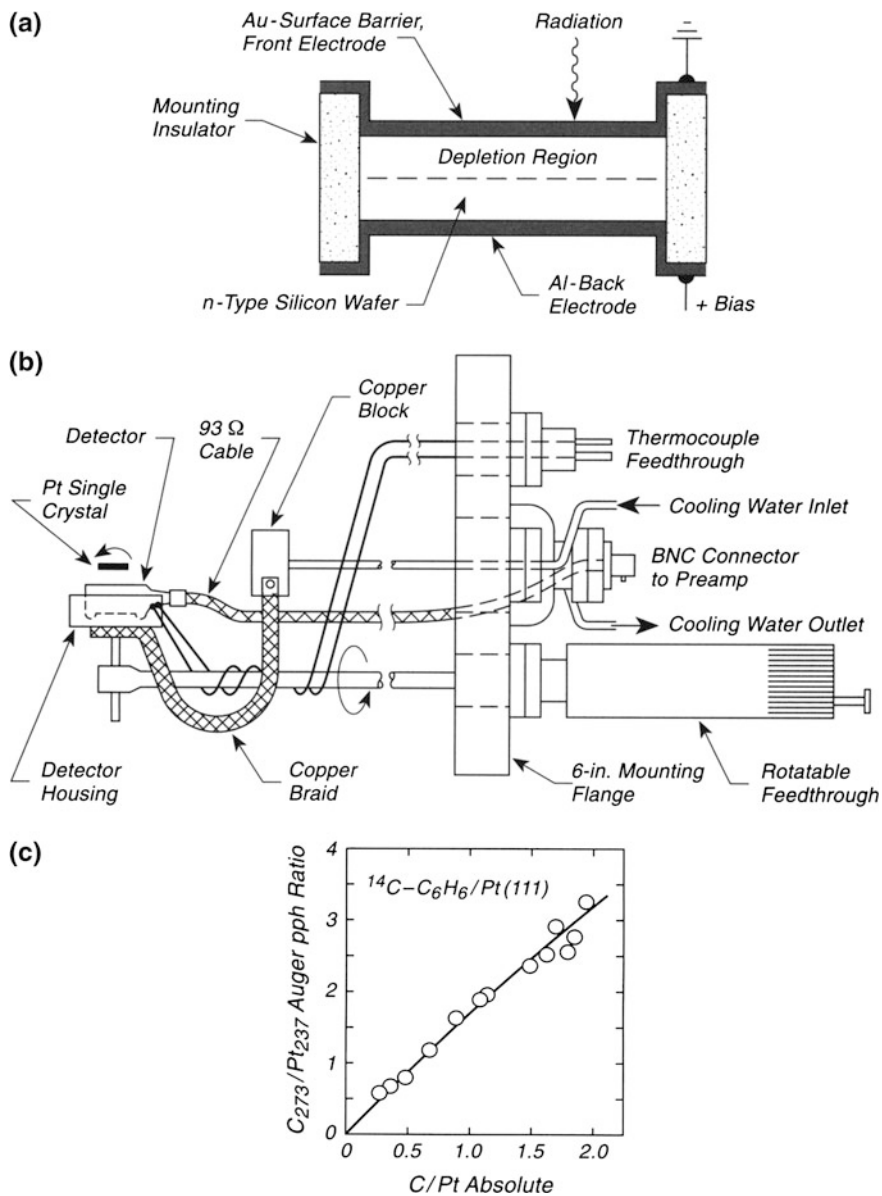 (a)
Au-Surface Barrier,
Front Electrode
Radiation
Mounting
Insulator
Depletion Region
n-Type Silicon Wafer
Al-Back
Electrode
+ Bias
(b)
Copper
Block
93 Ω
Cable
Detector
Pt Single
Crystal
Thermocouple
Feedthrough
Cooling Water Inlet
BNC Connector
to Preamp
Cooling Water Outlet
Detector
Housing
Copper
Braid
6-in. Mounting
Flange
Rotatable
Feedthrough
(c)
C₂₇₃/Pt₂₃₇ Auger pph Ratio
4
3
2
1
0
¹⁴C–C₆H₆/Pt(111)
0 0.5 1.0 1.5 2.0
C/Pt Absolute